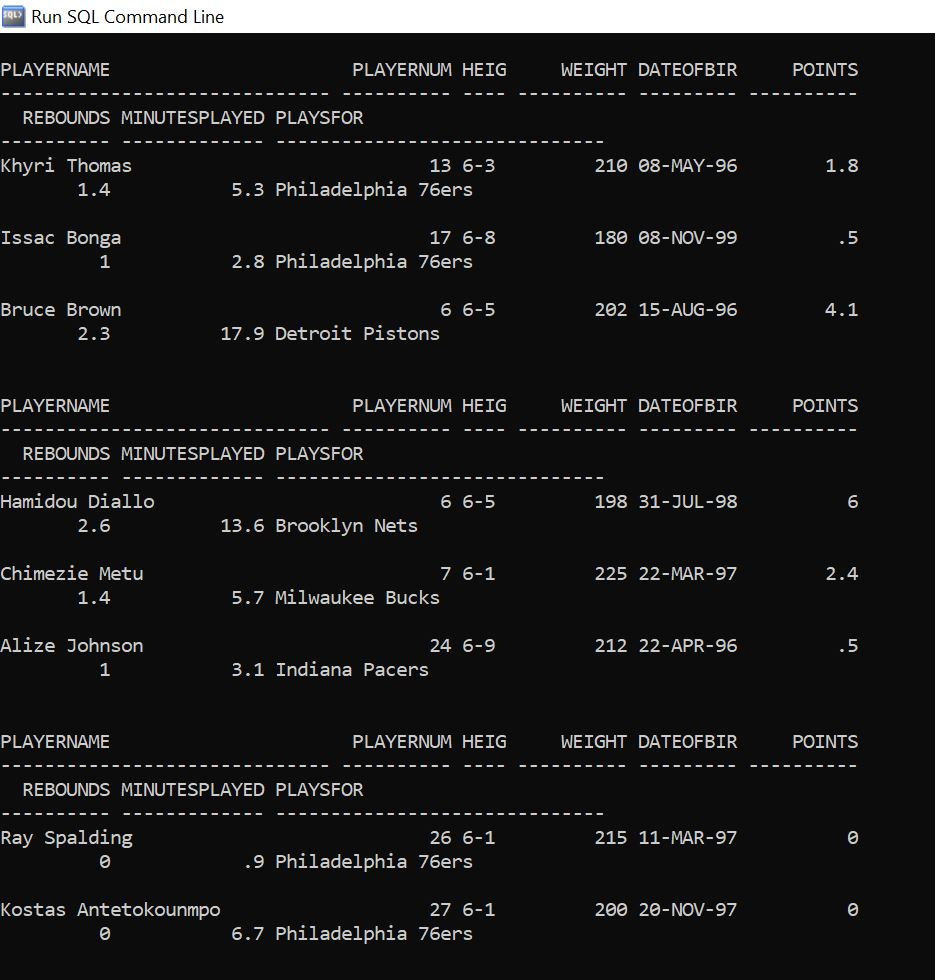 SQL> Run SQL Command Line
PLAYERNAME PLAYERNUM HEIG WEIGHT DATEOFBIR POINTS
------------------------------ ---------- ---- ---------- --------- ----------
REBOUNDS MINUTESPLAYED PLAYSFOR
---------- ------------- ------------------------------
Khyri Thomas 13 6-3 210 08-MAY-96 1.8
1.4 5.3 Philadelphia 76ers
Issac Bonga 17 6-8 180 08-NOV-99 .5
1 2.8 Philadelphia 76ers
Bruce Brown 6 6-5 202 15-AUG-96 4.1
2.3 17.9 Detroit Pistons
PLAYERNAME PLAYERNUM HEIG WEIGHT DATEOFBIR POINTS
------------------------------ ---------- ---- ---------- --------- ----------
REBOUNDS MINUTESPLAYED PLAYSFOR
---------- ------------- ------------------------------
Hamidou Diallo 6 6-5 198 31-JUL-98 6
2.6 13.6 Brooklyn Nets
Chimezie Metu 7 6-1 225 22-MAR-97 2.4
1.4 5.7 Milwaukee Bucks
Alize Johnson 24 6-9 212 22-APR-96 .5
1 3.1 Indiana Pacers
PLAYERNAME PLAYERNUM HEIG WEIGHT DATEOFBIR POINTS
------------------------------ ---------- ---- ---------- --------- ----------
REBOUNDS MINUTESPLAYED PLAYSFOR
---------- ------------- ------------------------------
Ray Spalding 26 6-1 215 11-MAR-97 0
0 .9 Philadelphia 76ers
Kostas Antetokounmpo 27 6-1 200 20-NOV-97 0
0 6.7 Philadelphia 76ers